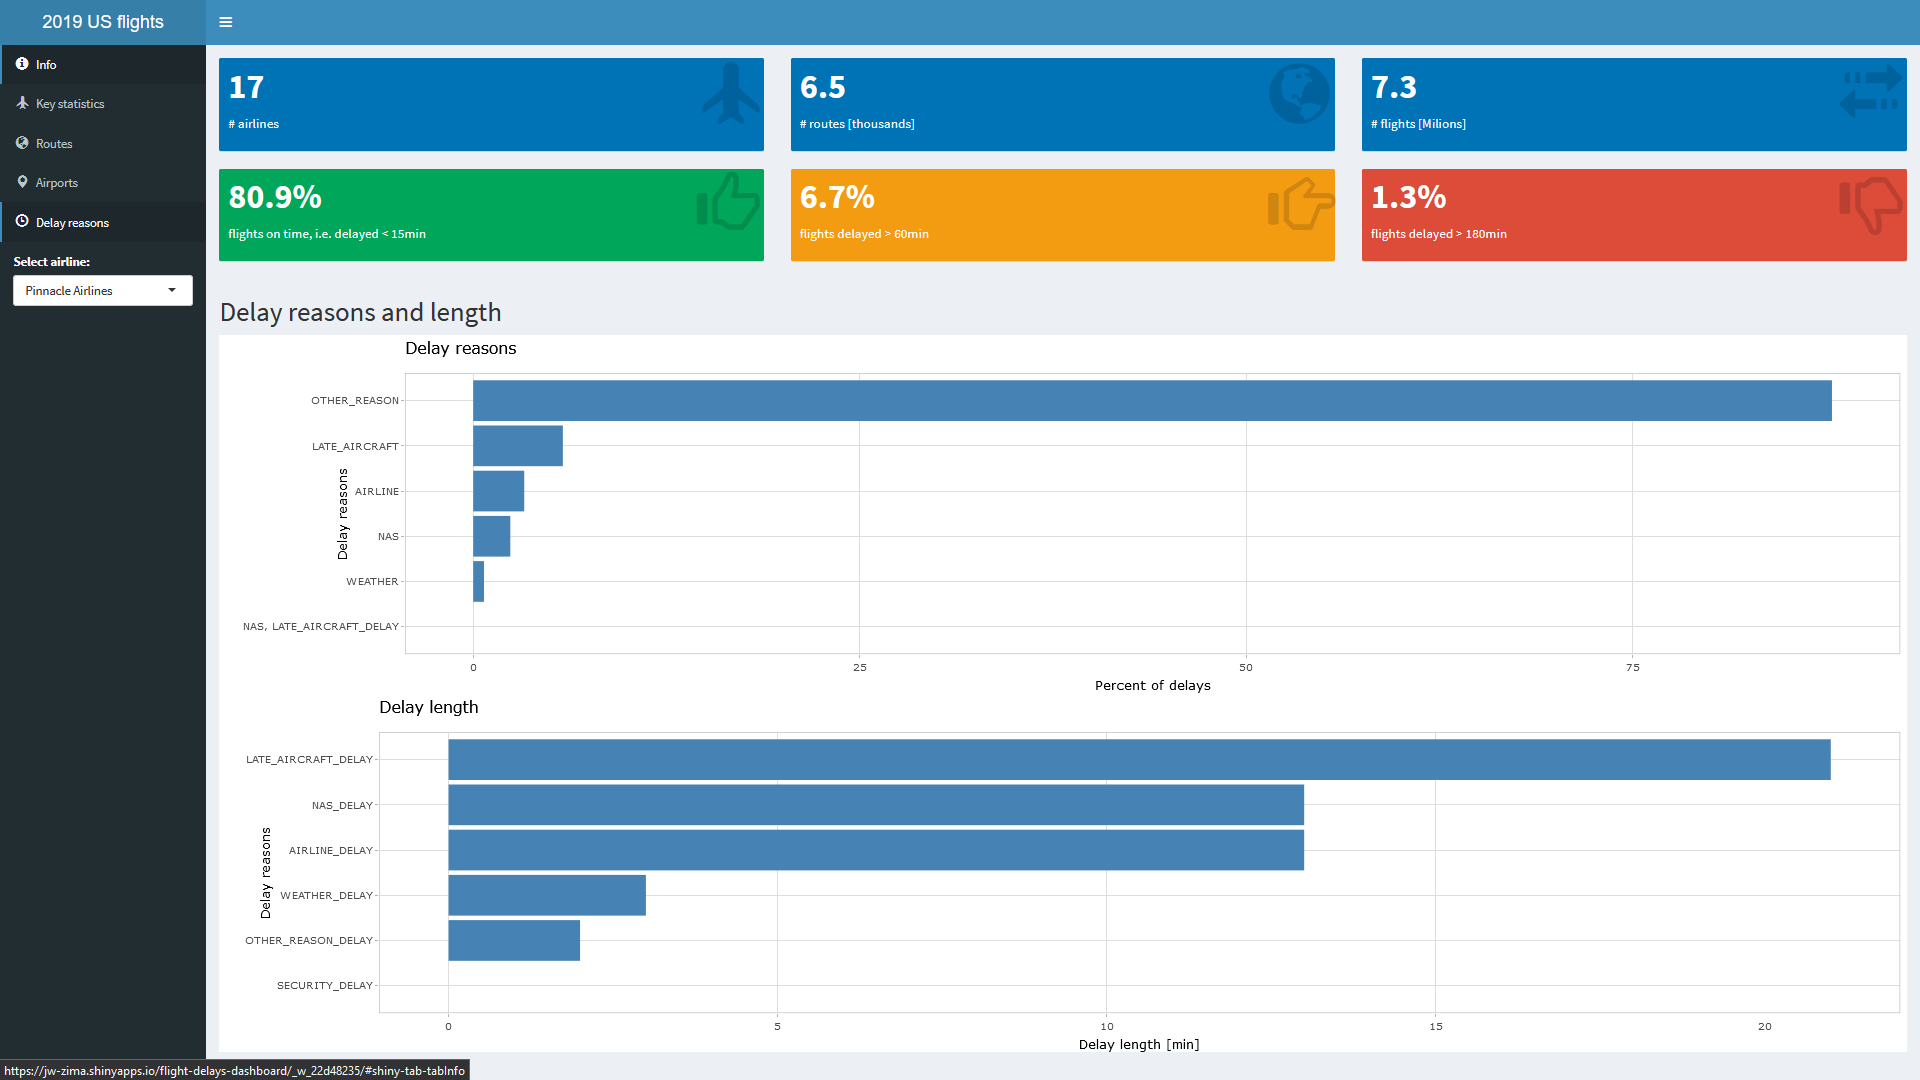 2019 US flights
Info
Key statistics
Routes
Airports
Delay reasons
Select airline:
Pinnacle Airlines
17
# airlines
6.5
# routes [thousands]
7.3
# flights [Milions]
80.9%
flights on time, i.e. delayed < 15min
6.7%
flights delayed > 60min
1.3%
flights delayed > 180min
Delay reasons and length
Delay reasons
OTHER_REASON
LATE_AIRCRAFT
AIRLINE
NAS
WEATHER
NAS, LATE_AIRCRAFT_DELAY
Delay reasons
0 25 50 75
Percent of delays
Delay length
LATE_AIRCRAFT_DELAY
NAS_DELAY
AIRLINE_DELAY
WEATHER_DELAY
OTHER_REASON_DELAY
SECURITY_DELAY
Delay reasons
0 5 10 15 20
Delay length [min]
https://jw-zima.shinyapps.io/flight-delays-dashboard/_w_22d48235/#shiny-tab-tabInfo